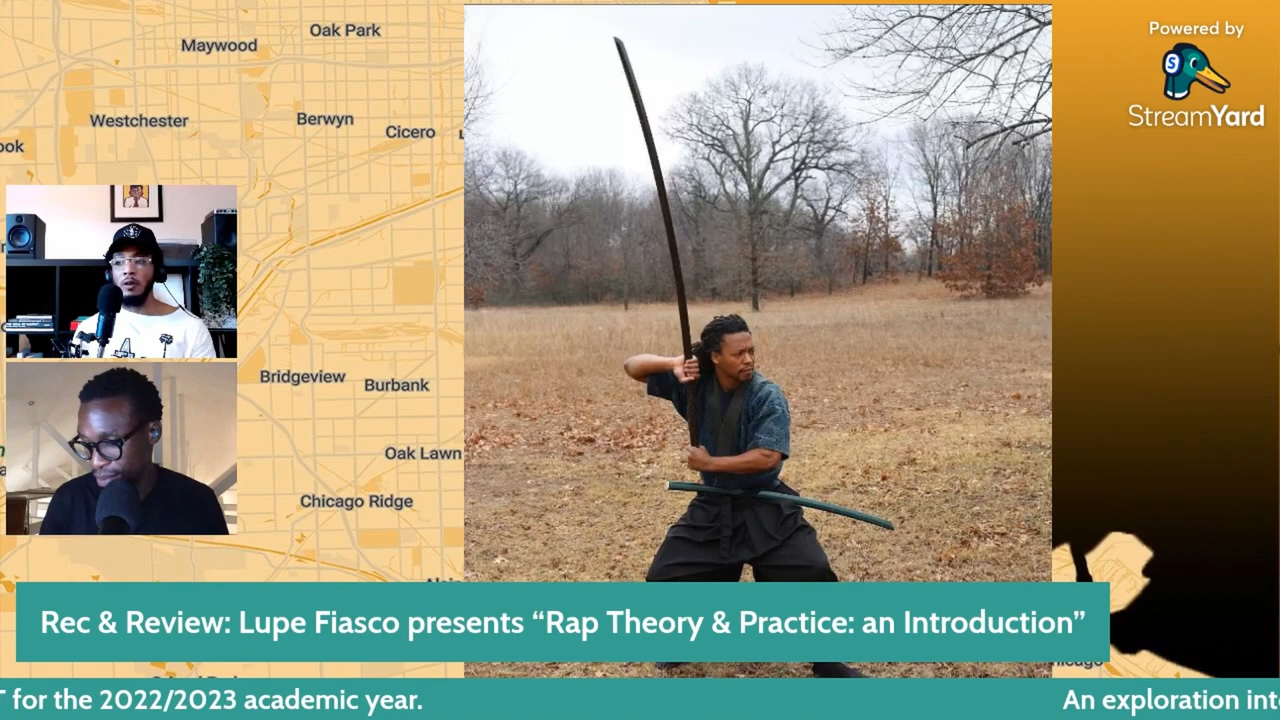 Oak Park
Maywood
Powered by
StreamYard
Westchester
Berwyn
Cicero
ook
Bridgeview
Burbank
Oak Lawn
Chicago Ridge
Rec & Review: Lupe Fiasco presents “Rap Theory & Practice: an Introduction”
T for the 2022/2023 academic year.
An exploration int